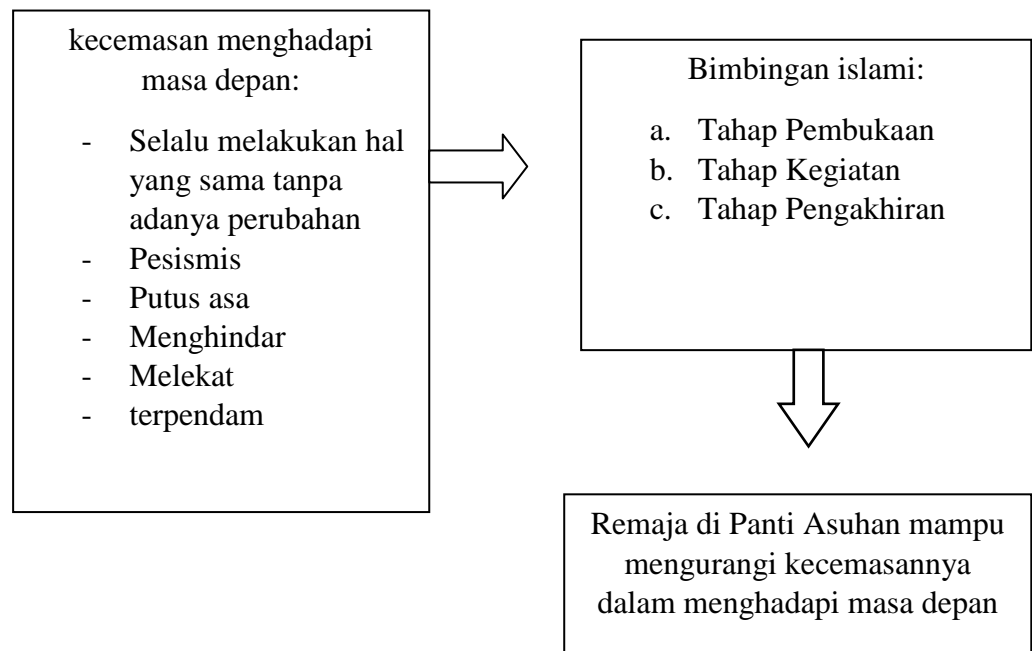 kecemasan menghadapi
masa depan:
- Selalu melakukan hal
yang sama tanpa
adanya perubahan
- Pesismis
- Putus asa
- Menghindar
- Melekat
- terpendam
Bimbingan islami:
a. Tahap Pembukaan
b. Tahap Kegiatan
c. Tahap Pengakhiran
Remaja di Panti Asuhan mampu
mengurangi kecemasannya
dalam menghadapi masa depan